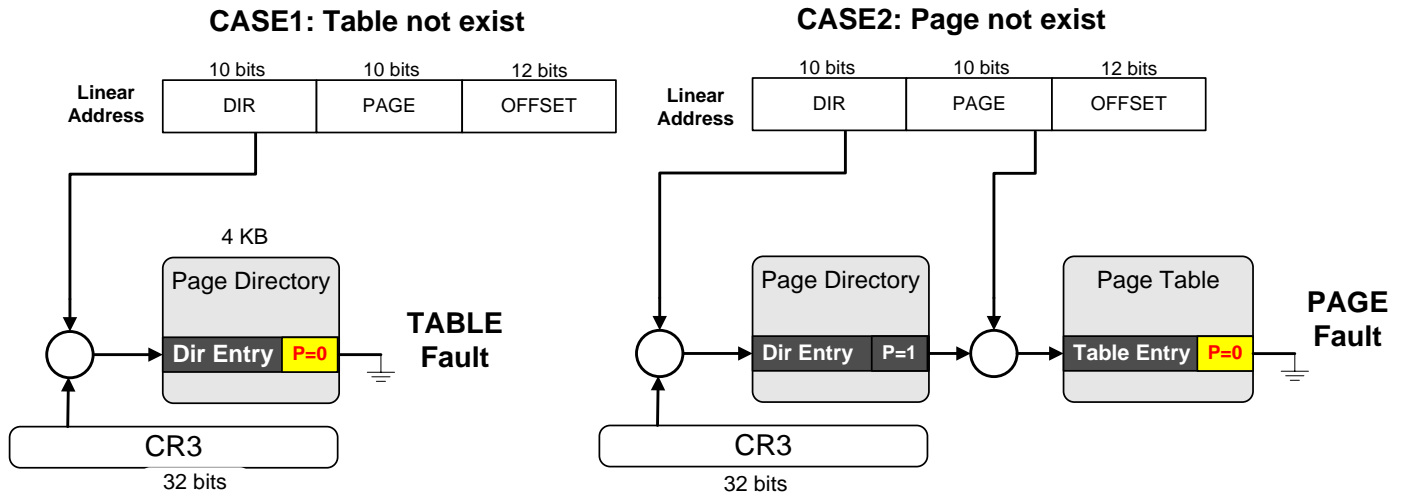 CASE1: Table not exist
10 bits
10 bits
12 bits
Linear
Address
DIR
PAGE
OFFSET
4 KB
Page Directory
Dir Entry
P=0
TABLE
Fault
CR3
32 bits
CASE2: Page not exist
10 bits
10 bits
12 bits
Linear
Address
DIR
PAGE
OFFSET
Page Directory
Dir Entry
P=1
Page Table
Table Entry
P=0
PAGE
Fault
CR3
32 bits